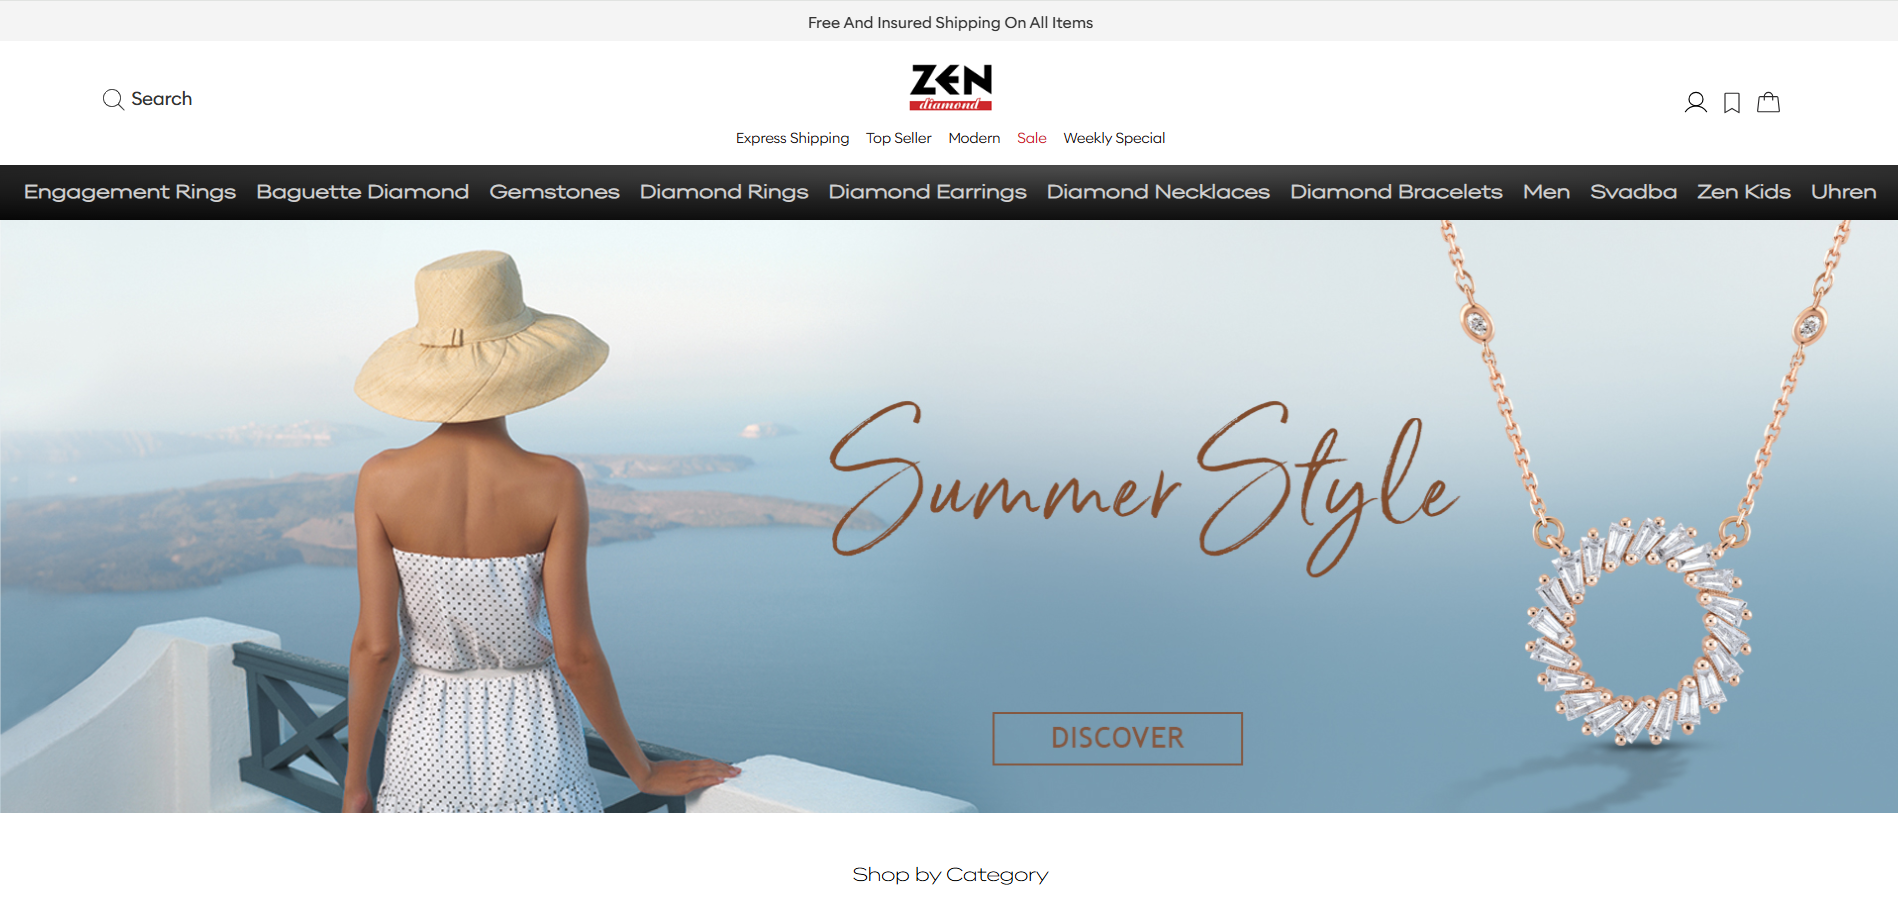 Free And Insured Shipping On All Items
Search
ZEN
diamond
Express Shipping Top Seller Modern Sale Weekly Special
Engagement Rings Baguette Diamond Gemstones Diamond Rings Diamond Earrings Diamond Necklaces Diamond Bracelets Men Svadba Zen Kids Uhren
Summer Style
DISCOVER
Shop by Category